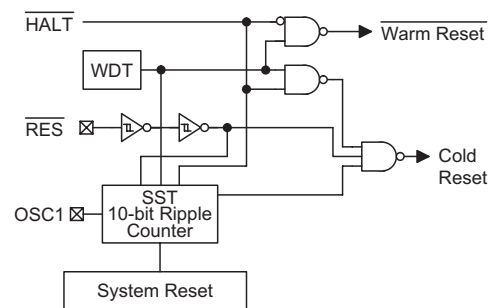 HALT
Warm Reset
WDT
RES
Cold
Reset
SST
10-bit Ripple
Counter
OSC1
System Reset